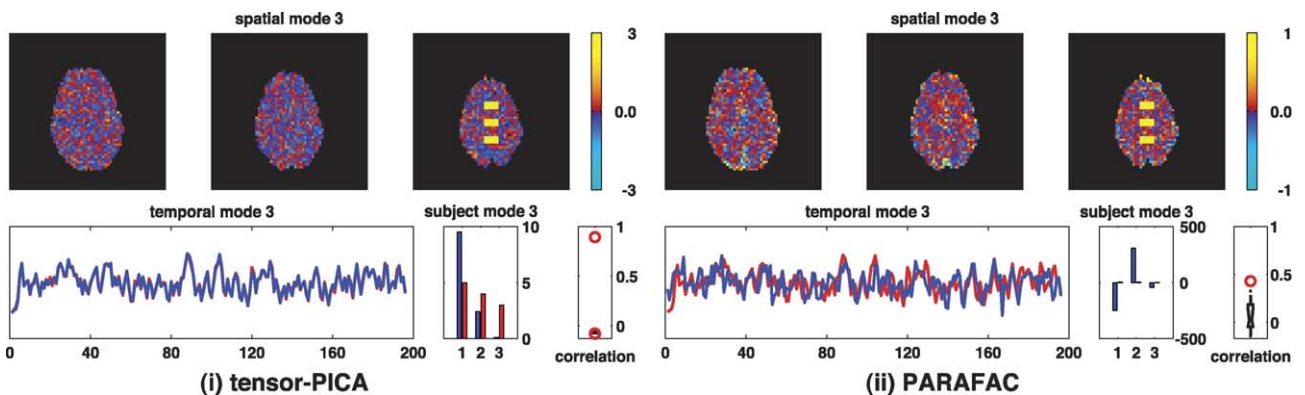 spatial mode 3
3
0.0
-3
temporal mode 3
0 40 80 120 160 200
subject mode 3
10
5
0
1 2 3
1
0.5
0
correlation
(i) tensor-PICA
spatial mode 3
1
0.0
-1
temporal mode 3
0 40 80 120 160 200
subject mode 3
500
0
-500
1 2 3
1
0.5
0
correlation
(ii) PARAFAC